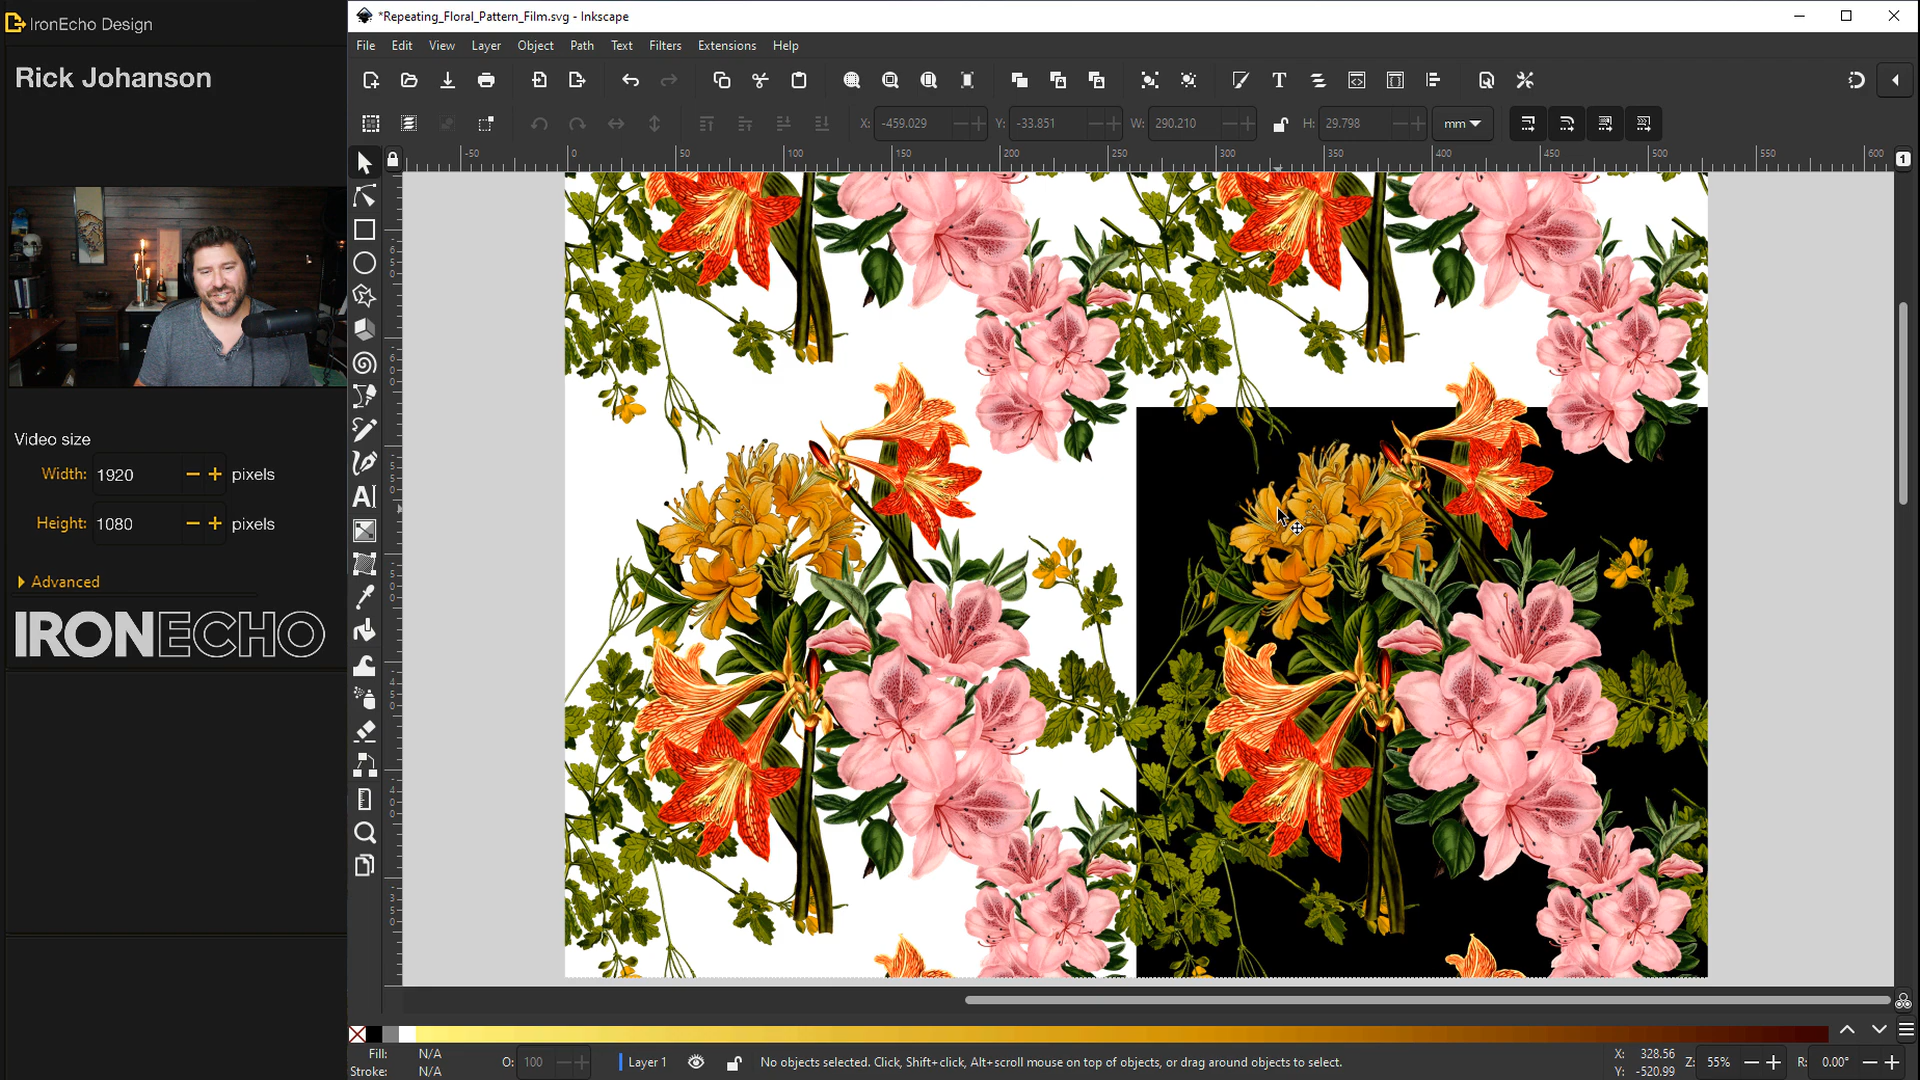 IronEcho Design
Rick Johanson
Video size
Width: 1920 pixels
Height: 1080 pixels
Advanced
IRONECHO
*Repeating_Floral_Pattern_Film.svg - Inkscape
File Edit View Layer Object Path Text Filters Extensions Help
X: -459.029 Y: -33.851 W: 290.210 H: 29.798 mm
-50 0 50 100 150 200 250 300 350 400 450 500 550 600
1
Fill: N/A
Stroke: N/A
O: 100
Layer 1
No objects selected. Click, Shift+click, Alt+scroll mouse on top of objects, or drag around objects to select.
X: 328.56
Y: -520.99
Z: 55%
R: 0.00°